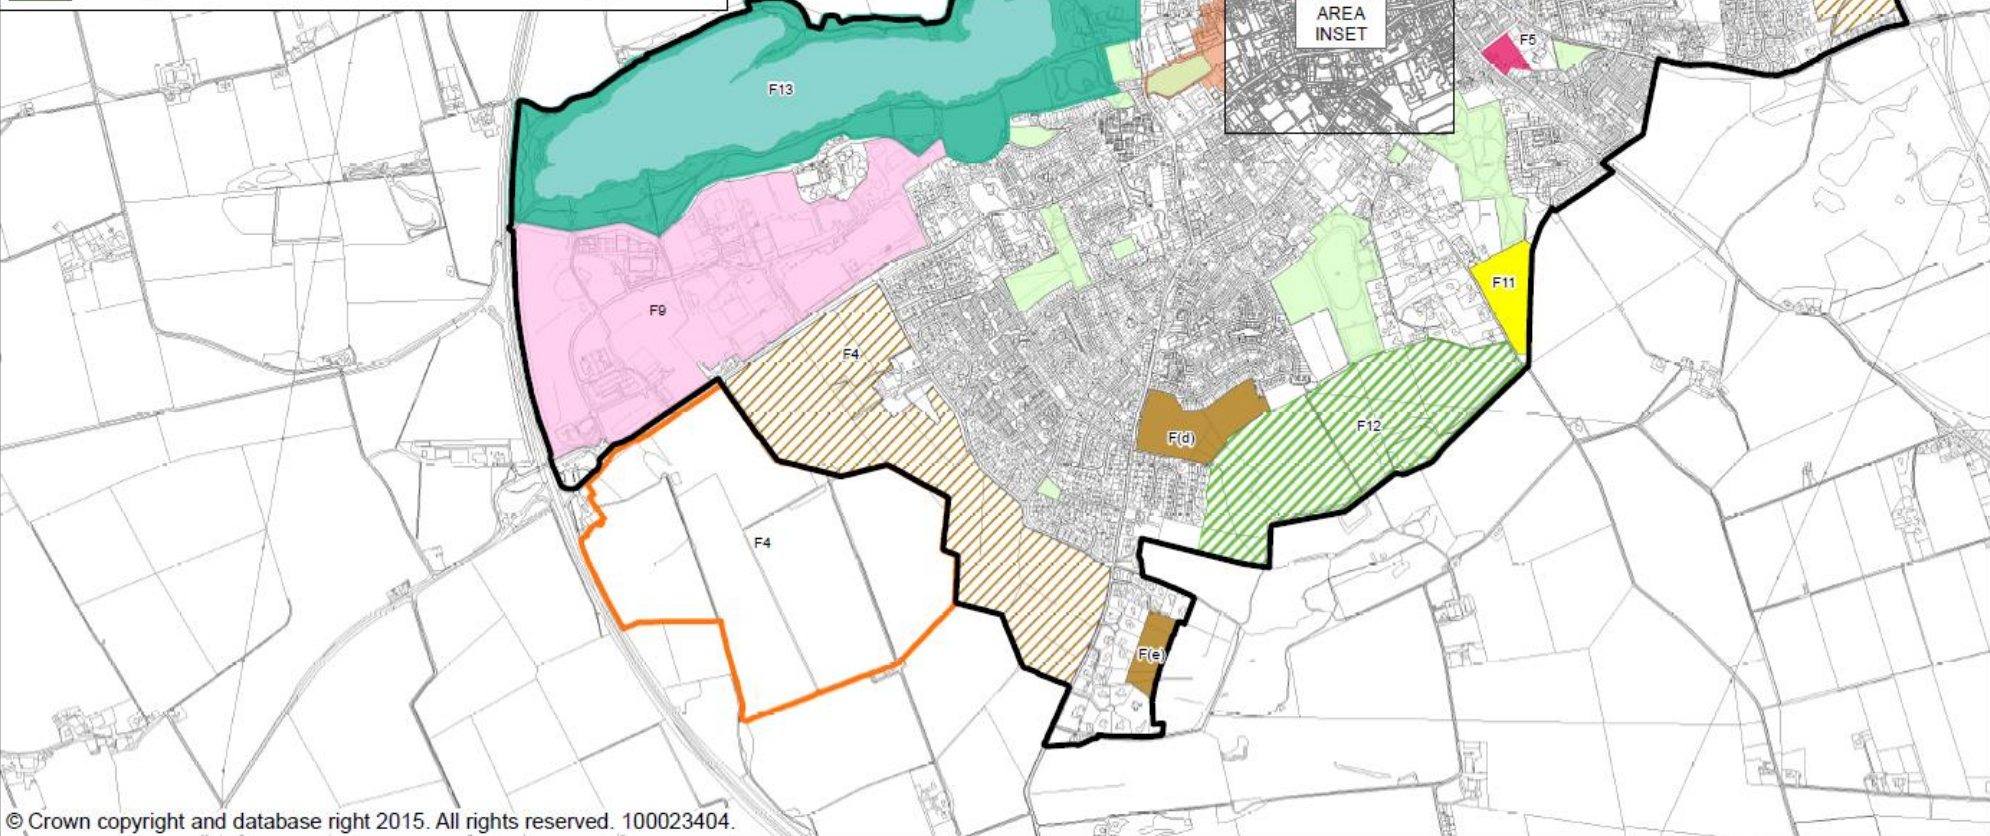 AREA
INSET
F5
F13
F11
F9
F4
F12
F(d)
F4
F(e)
© Crown copyright and database right 2015. All rights reserved. 100023404.